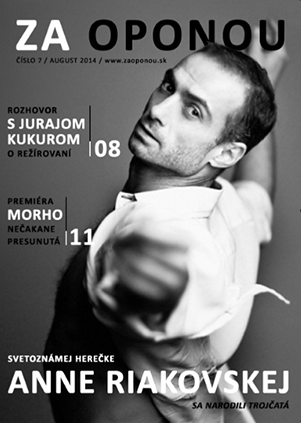 ZA OPONOU
ČÍSLO 7 / AUGUST 2014 / www.zaoponou.sk
ROZHOVOR
S JURAJOM
KUKUROM
O REŽÍROVANÍ
08
PREMIÉRA
MORHO
NEČAKANE
PRESUNUTÁ
11
SVETOZNÁMEJ HEREČKE
ANNE RIAKOVSKEJ
SA NARODILI TROJČATÁ